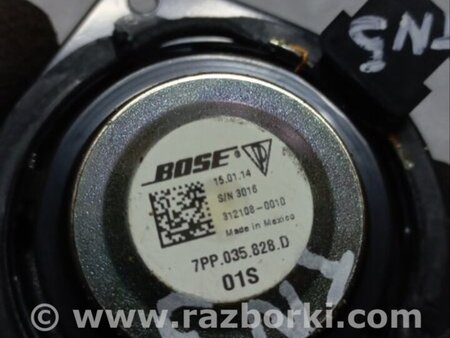 BOSE
15.01.14
S/N 3016
312108-0010
Made in Mexico
7PP.035.828.D
01S
© www.razborki.com